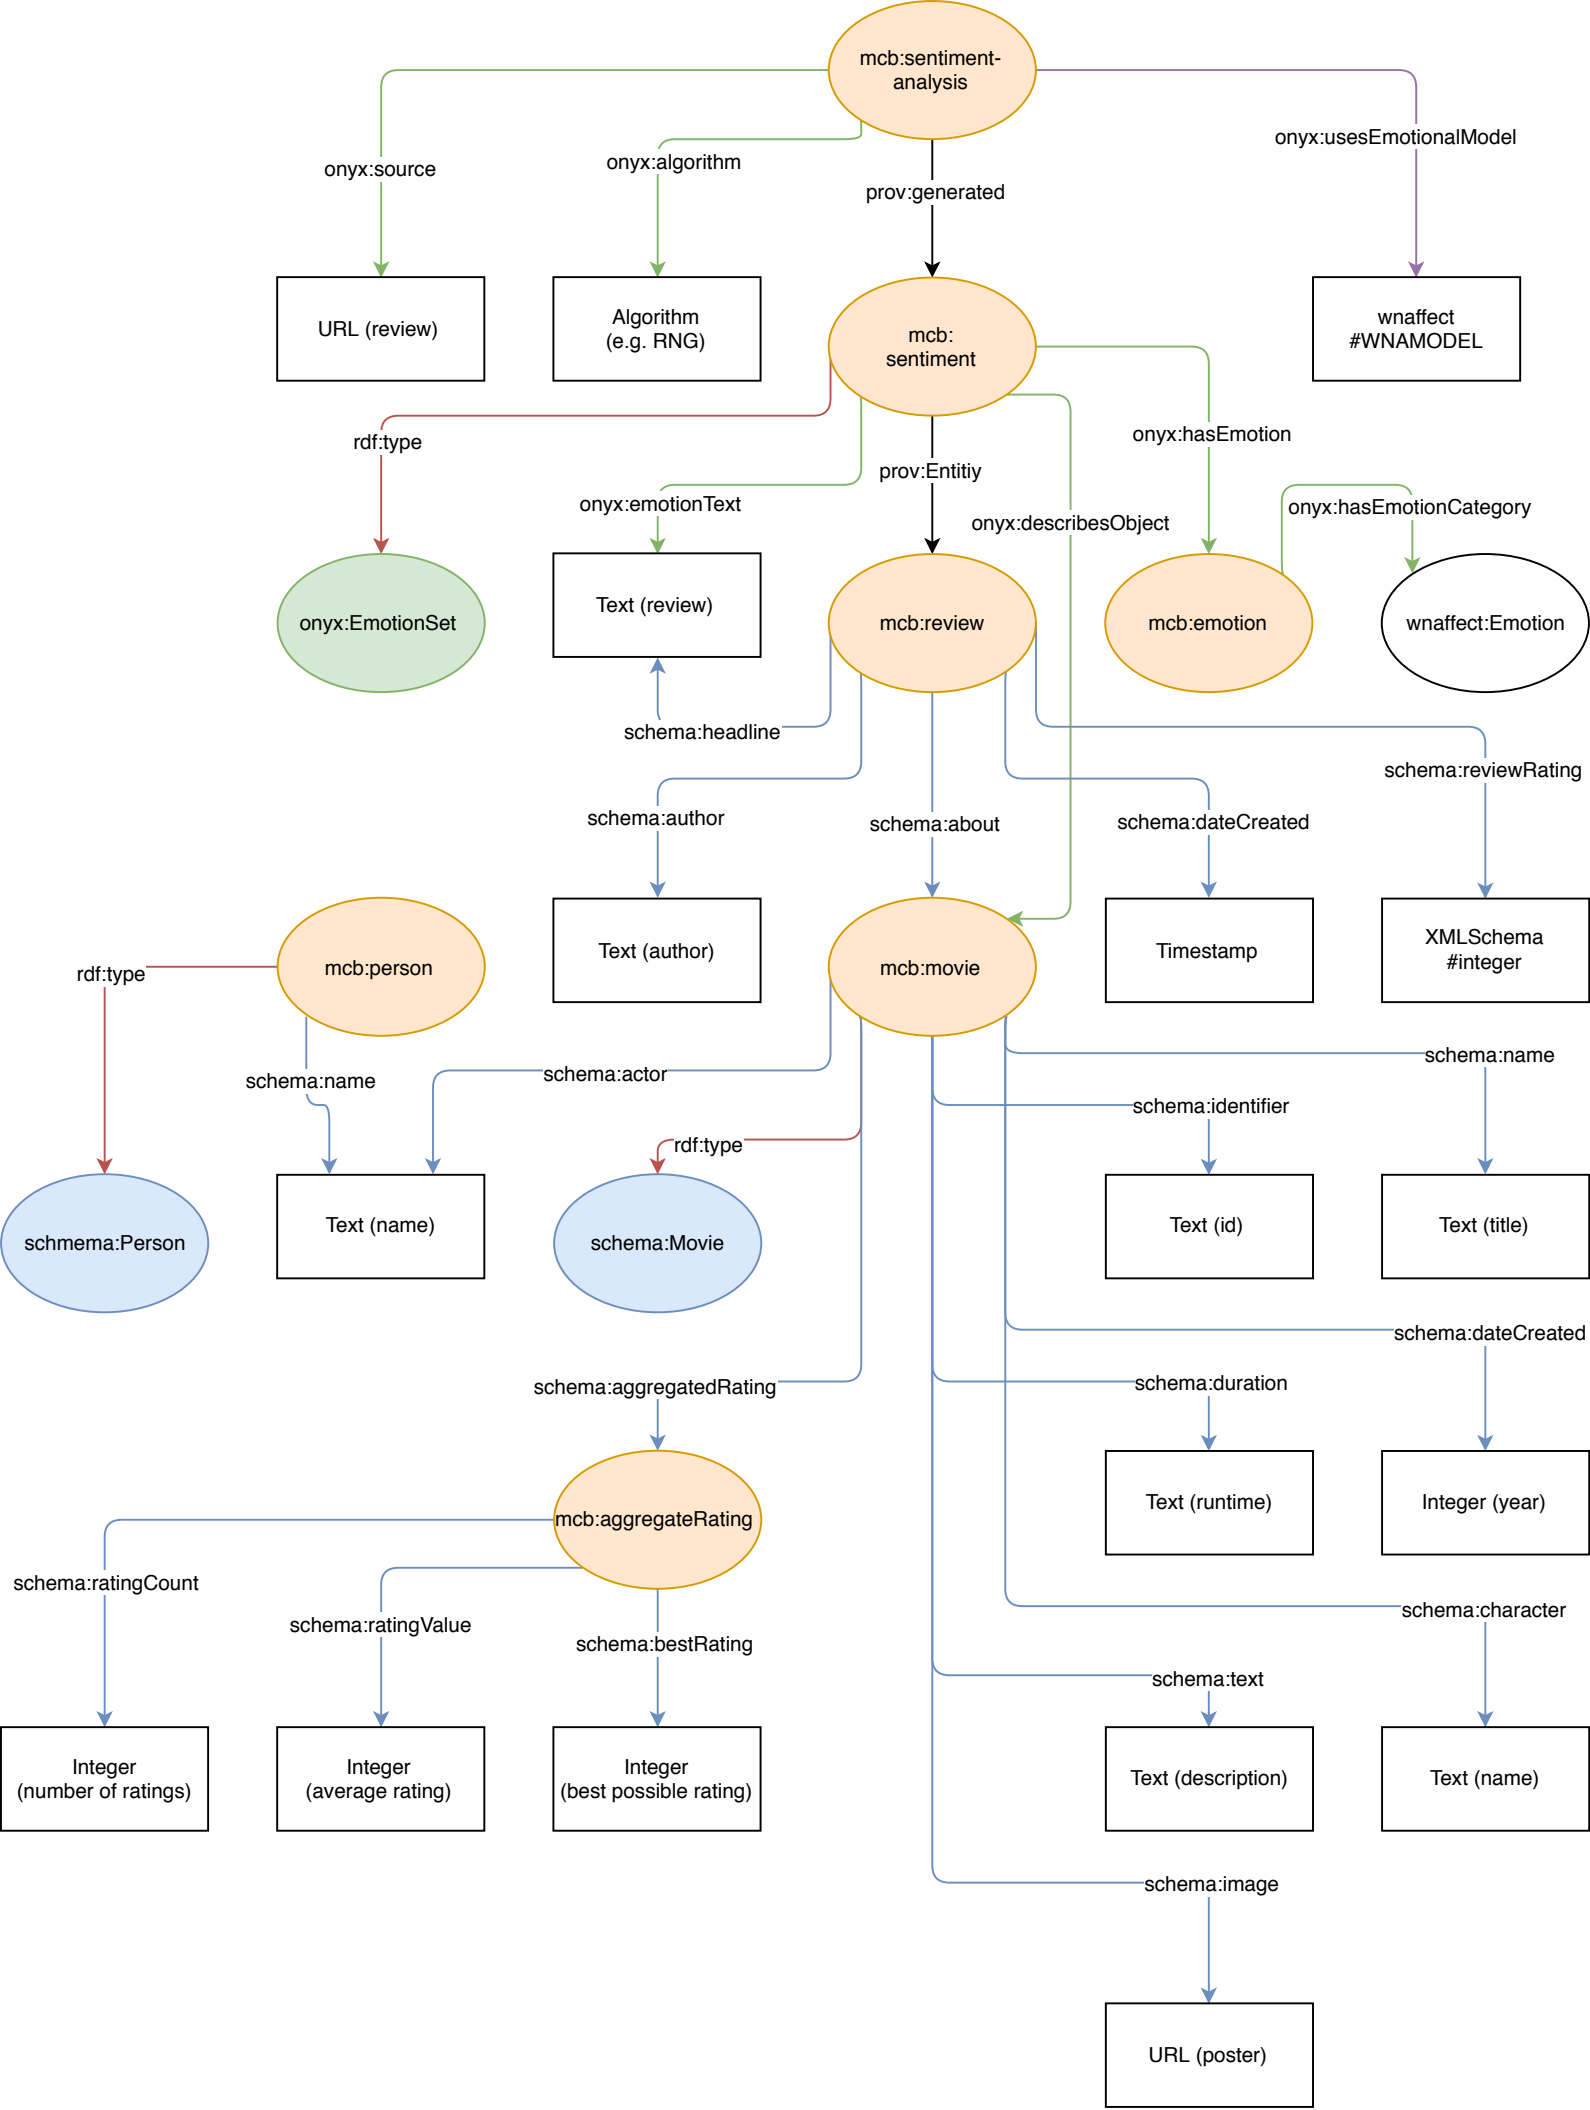 mcb:sentiment-
analysis
onyx:usesEmotionalModel
onyx:source
onyx:algorithm
prov:generated
URL (review)
Algorithm
(e.g. RNG)
mcb:
sentiment
wnaffect
#WNAMODEL
rdf:type
onyx:hasEmotion
prov:Entitiy
onyx:emotionText
onyx:hasEmotionCategory
onyx:describesObject
onyx:EmotionSet
Text (review)
mcb:review
mcb:emotion
wnaffect:Emotion
schema:headline
schema:reviewRating
schema:author
schema:about
schema:dateCreated
mcb:person
Text (author)
mcb:movie
Timestamp
XMLSchema
#integer
rdf:type
schema:name
schema:actor
schema:name
schema:identifier
rdf:type
schmema:Person
Text (name)
schema:Movie
Text (id)
Text (title)
schema:dateCreated
schema:aggregatedRating
schema:duration
mcb:aggregateRating
Text (runtime)
Integer (year)
schema:ratingCount
schema:ratingValue
schema:bestRating
schema:character
schema:text
Integer
(number of ratings)
Integer
(average rating)
Integer
(best possible rating)
Text (description)
Text (name)
schema:image
URL (poster)